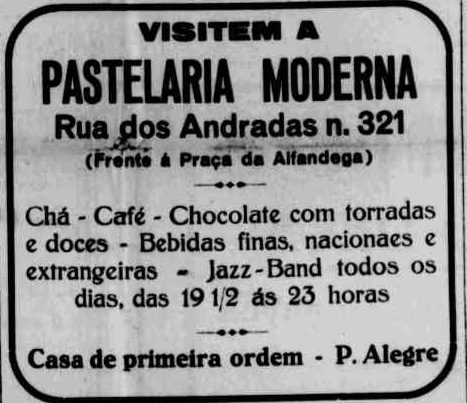 VISITEM A
PASTELARIA MODERNA
Rua dos Andradas n. 321
(Frente á Praça da Alfandega)
Chá - Café - Chocolate com torradas
e doces - Bebidas finas, nacionaes e
extrangeiras - Jazz-Band todos os
dias, das 19 1/2 ás 23 horas
Casa de primeira ordem - P. Alegre